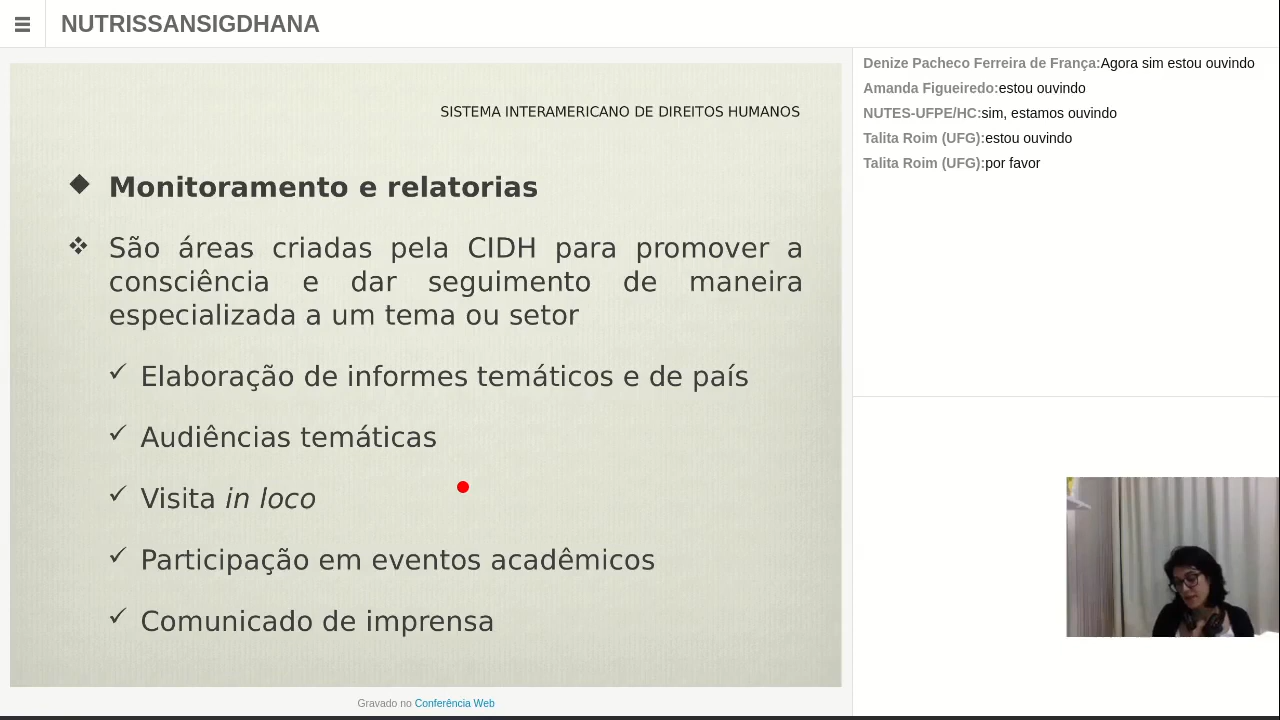 NUTRISSANSIGDHANA
SISTEMA INTERAMERICANO DE DIREITOS HUMANOS
Monitoramento e relatorias
São áreas criadas pela CIDH para promover a
consciência e dar seguimento de maneira
especializada a um tema ou setor
Elaboração de informes temáticos e de país
Audiências temáticas
Visita in loco
Participação em eventos acadêmicos
Comunicado de imprensa
Gravado no Conferência Web
Denize Pacheco Ferreira de França:Agora sim estou ouvindo
Amanda Figueiredo:estou ouvindo
NUTES-UFPE/HC:sim, estamos ouvindo
Talita Roim (UFG):estou ouvindo
Talita Roim (UFG):por favor